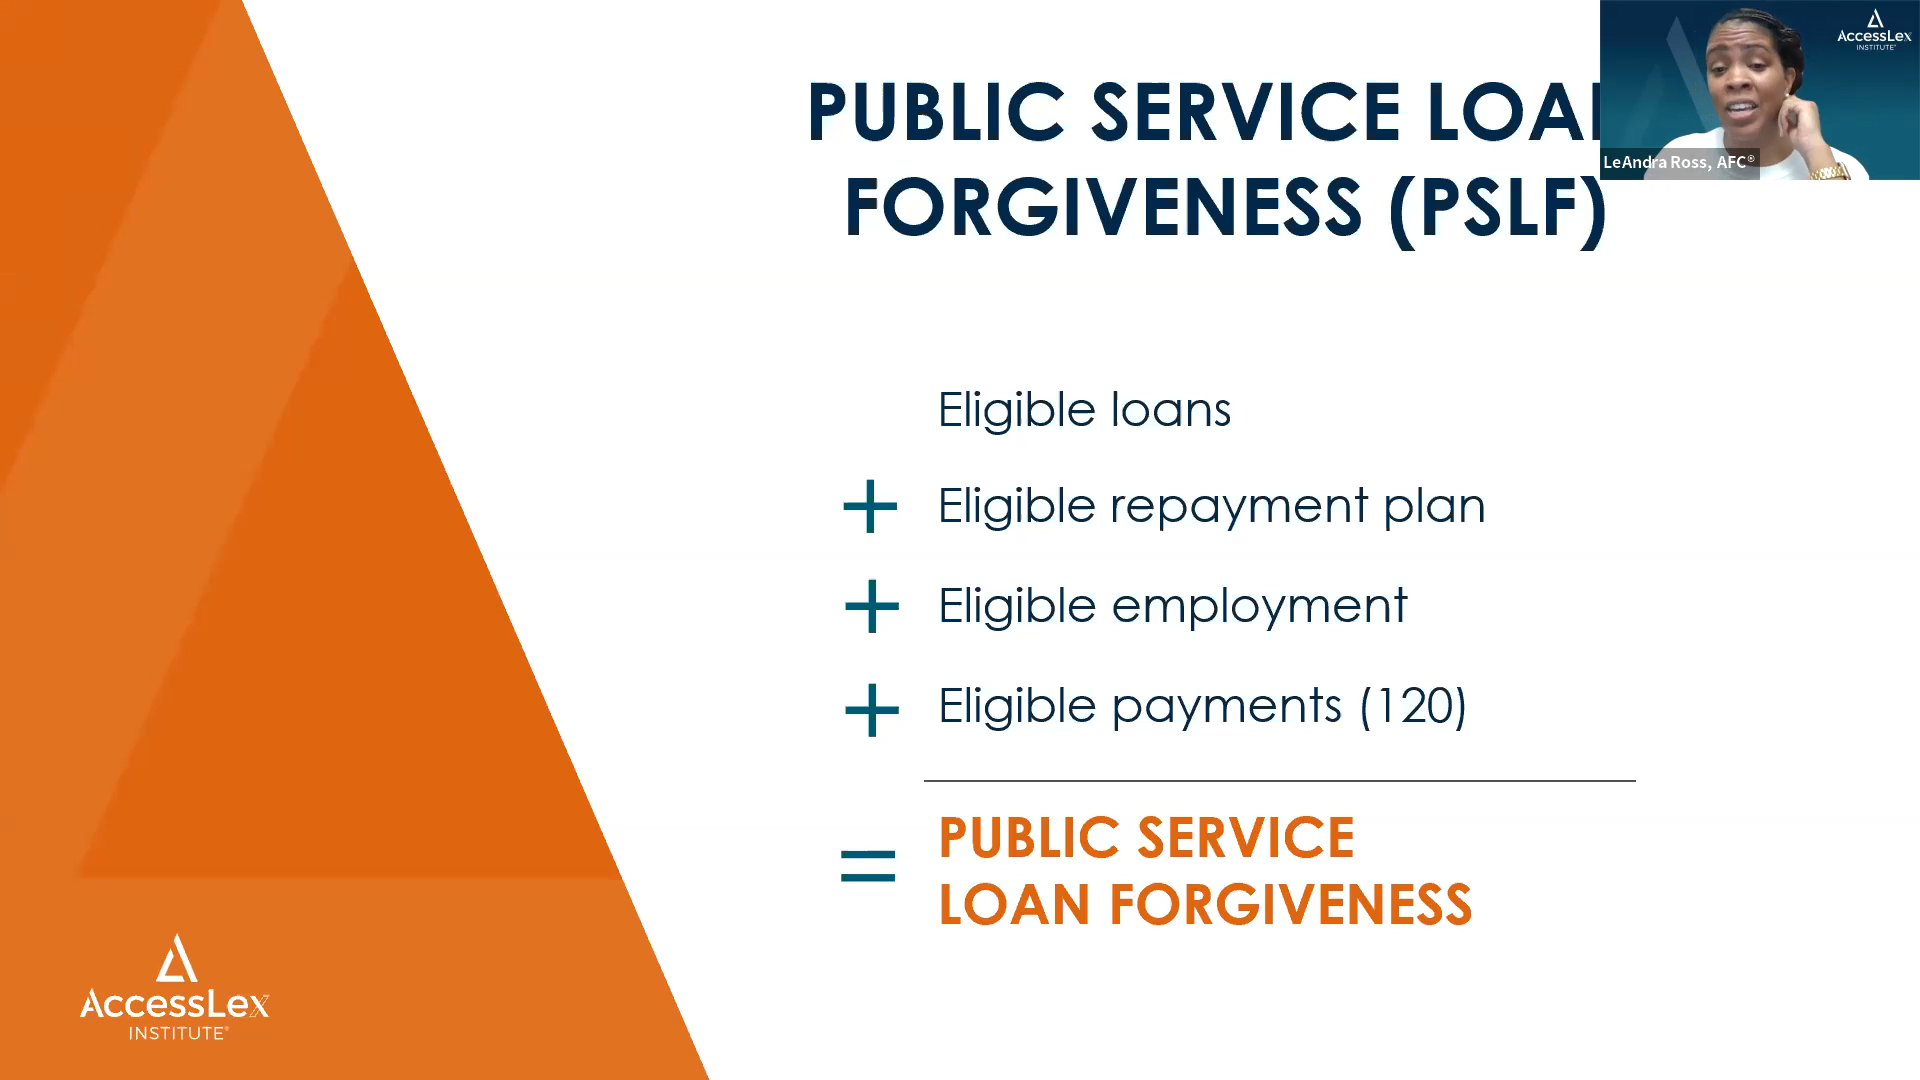 PUBLIC SERVICE LOA
FORGIVENESS (PSLF)
AccessLex
INSTITUTE
LeAndra Ross, AFC®
Eligible loans
+ Eligible repayment plan
+ Eligible employment
+ Eligible payments (120)
= PUBLIC SERVICE
LOAN FORGIVENESS
AccessLex
INSTITUTE®